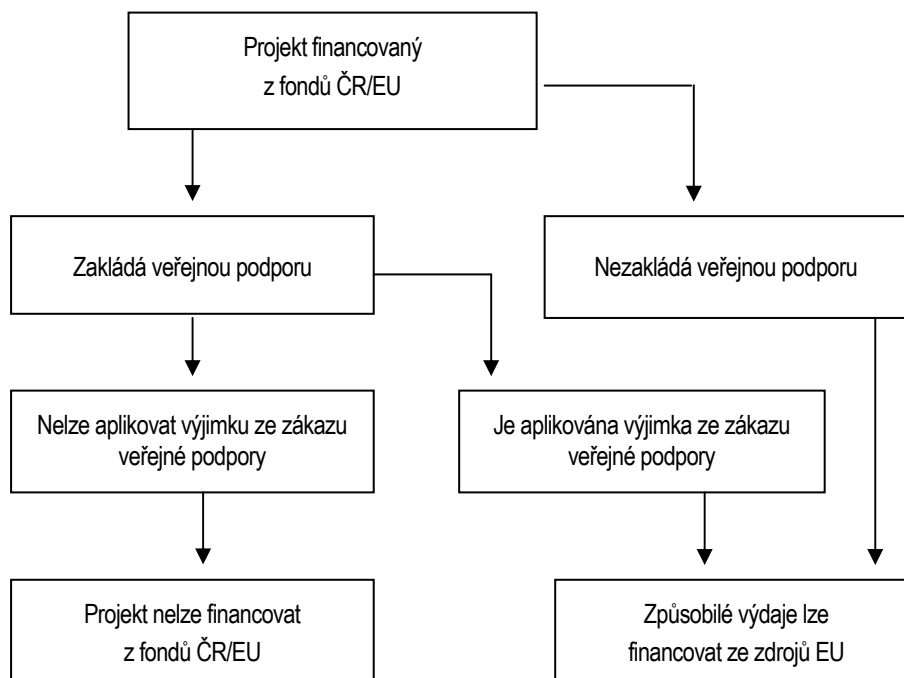 Projekt financovaný
z fondů ČR/EU
Zakládá veřejnou podporu
Nezakládá veřejnou podporu
Nelze aplikovat výjimku ze zákazu
veřejné podpory
Je aplikována výjimka ze zákazu
veřejné podpory
Projekt nelze financovat
z fondů ČR/EU
Způsobilé výdaje lze
financovat ze zdrojů EU